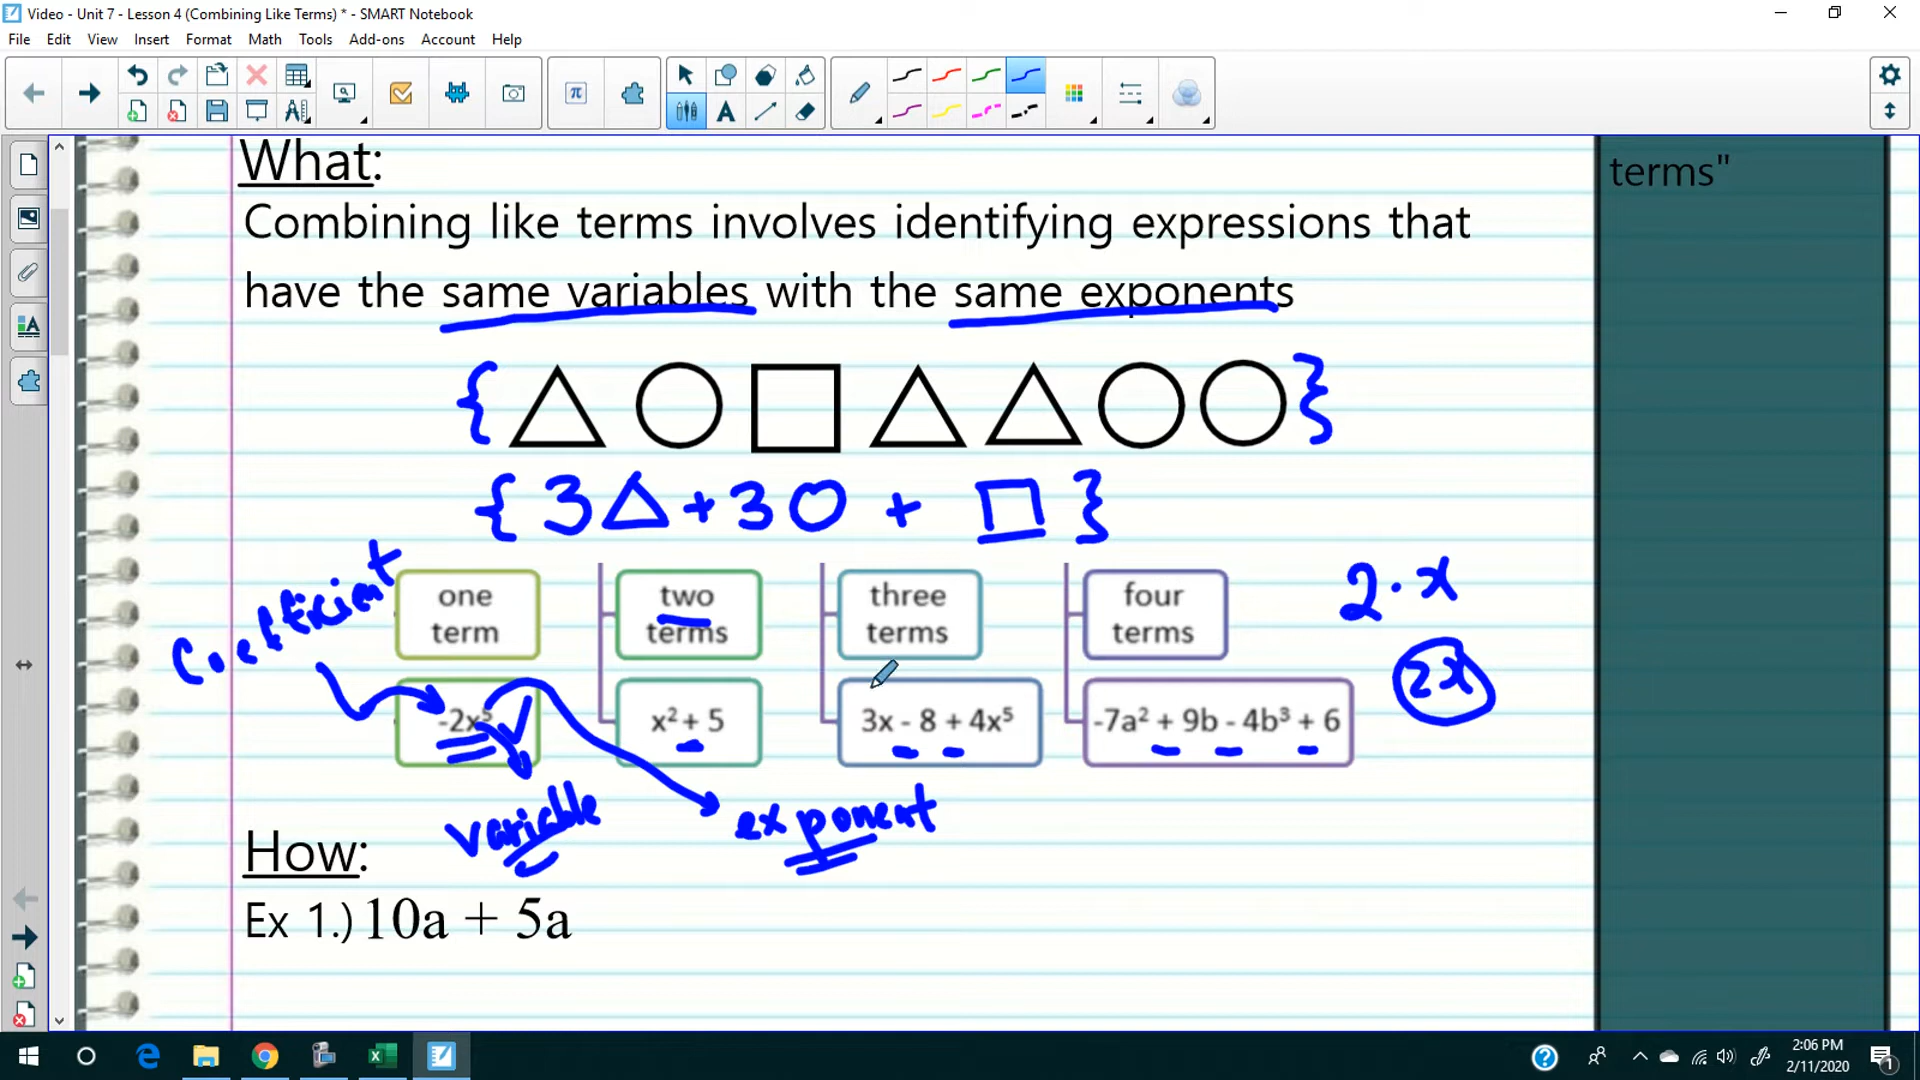 Video - Unit 7 - Lesson 4 (Combining Like Terms) * - SMART Notebook
File Edit View Insert Format Math Tools Add-ons Account Help
What:
terms"
Combining like terms involves identifying expressions that
have the same variables with the same exponents
{ △ ○ □ △ △ ○ ○ }
{ 3△ + 3○ + □ }
Coefficient
one term
two terms
three terms
four terms
2·x
2x
-2x⁵
x² + 5
3x - 8 + 4x⁵
-7a² + 9b - 4b³ + 6
variable
exponent
How:
Ex 1.) 10a + 5a
2:06 PM
2/11/2020